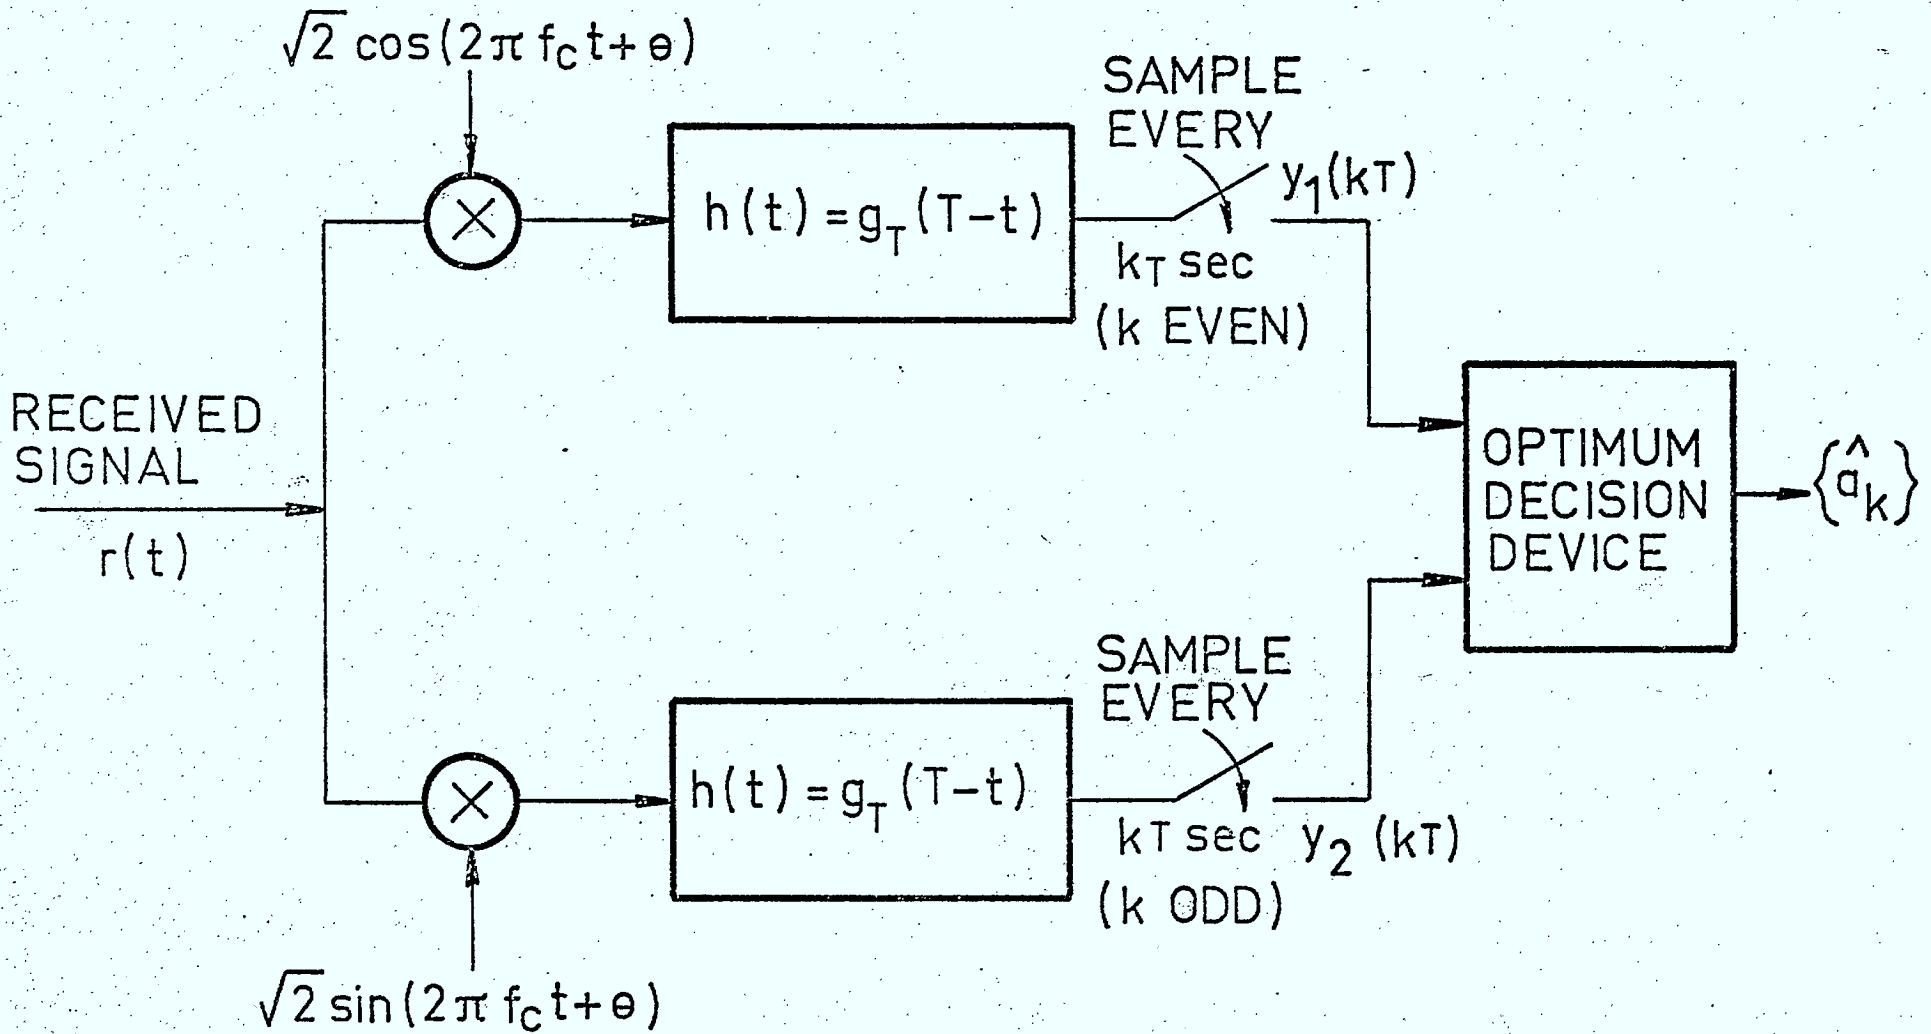 √2 cos(2π f_c t + θ)
SAMPLE
EVERY
h(t) = g_T (T-t)
y_1(kT)
k_T sec
(k EVEN)
RECEIVED
SIGNAL
r(t)
OPTIMUM
DECISION
DEVICE
{â_k}
SAMPLE
EVERY
h(t) = g_T (T-t)
kT sec
y_2 (kT)
(k ODD)
√2 sin(2π f_c t + θ)